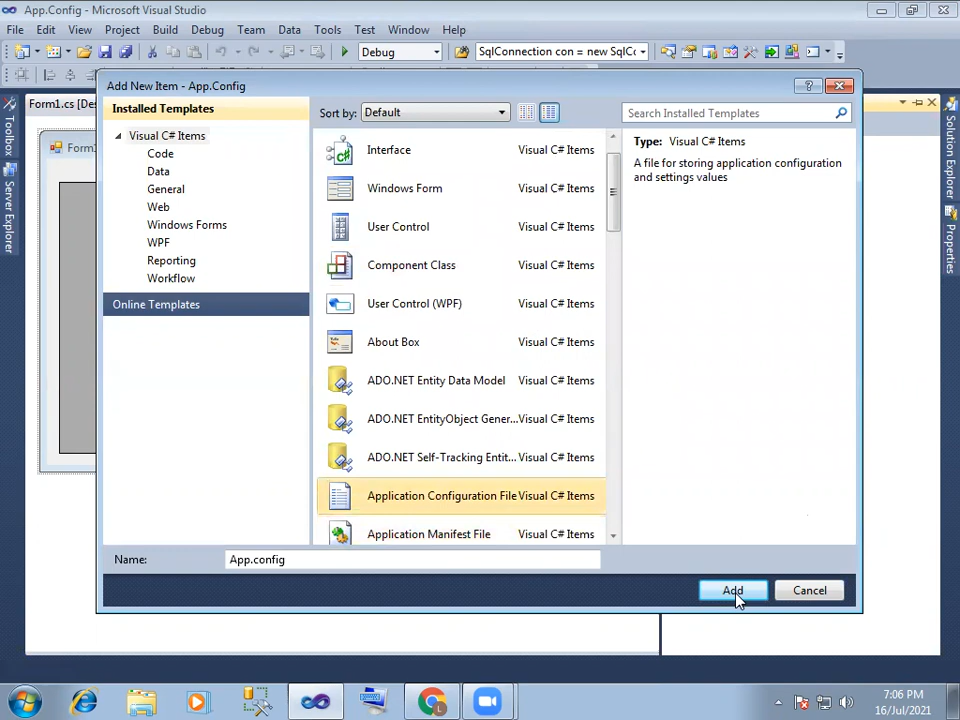 App.Config - Microsoft Visual Studio
File Edit View Project Build Debug Team Data Tools Test Window Help
Debug SqlConnection con = new SqlCc
Form1.cs [Des
Toolbox
Server Explorer
Form1
Solution Explorer
Properties
Add New Item - App.Config
Installed Templates
Visual C# Items
Code
Data
General
Web
Windows Forms
WPF
Reporting
Workflow
Online Templates
Sort by: Default
Search Installed Templates
Interface Visual C# Items
Windows Form Visual C# Items
User Control Visual C# Items
Component Class Visual C# Items
User Control (WPF) Visual C# Items
About Box Visual C# Items
ADO.NET Entity Data Model Visual C# Items
ADO.NET EntityObject Gener... Visual C# Items
ADO.NET Self-Tracking Entit... Visual C# Items
Application Configuration File Visual C# Items
Application Manifest File Visual C# Items
Type: Visual C# Items
A file for storing application configuration
and settings values
Name: App.config
Add Cancel
7:06 PM
16/Jul/2021